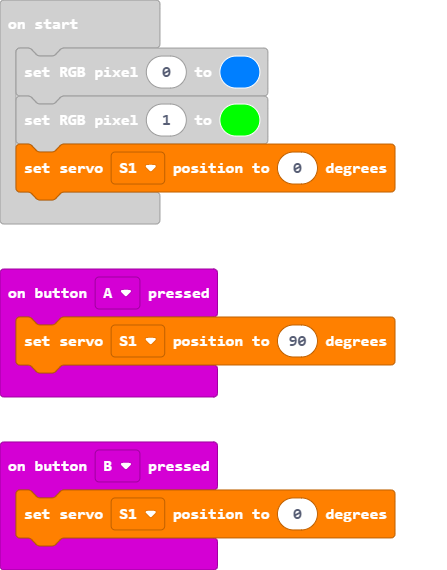 on start
set RGB pixel 0 to
set RGB pixel 1 to
set servo S1 position to 0 degrees
on button A pressed
set servo S1 position to 90 degrees
on button B pressed
set servo S1 position to 0 degrees